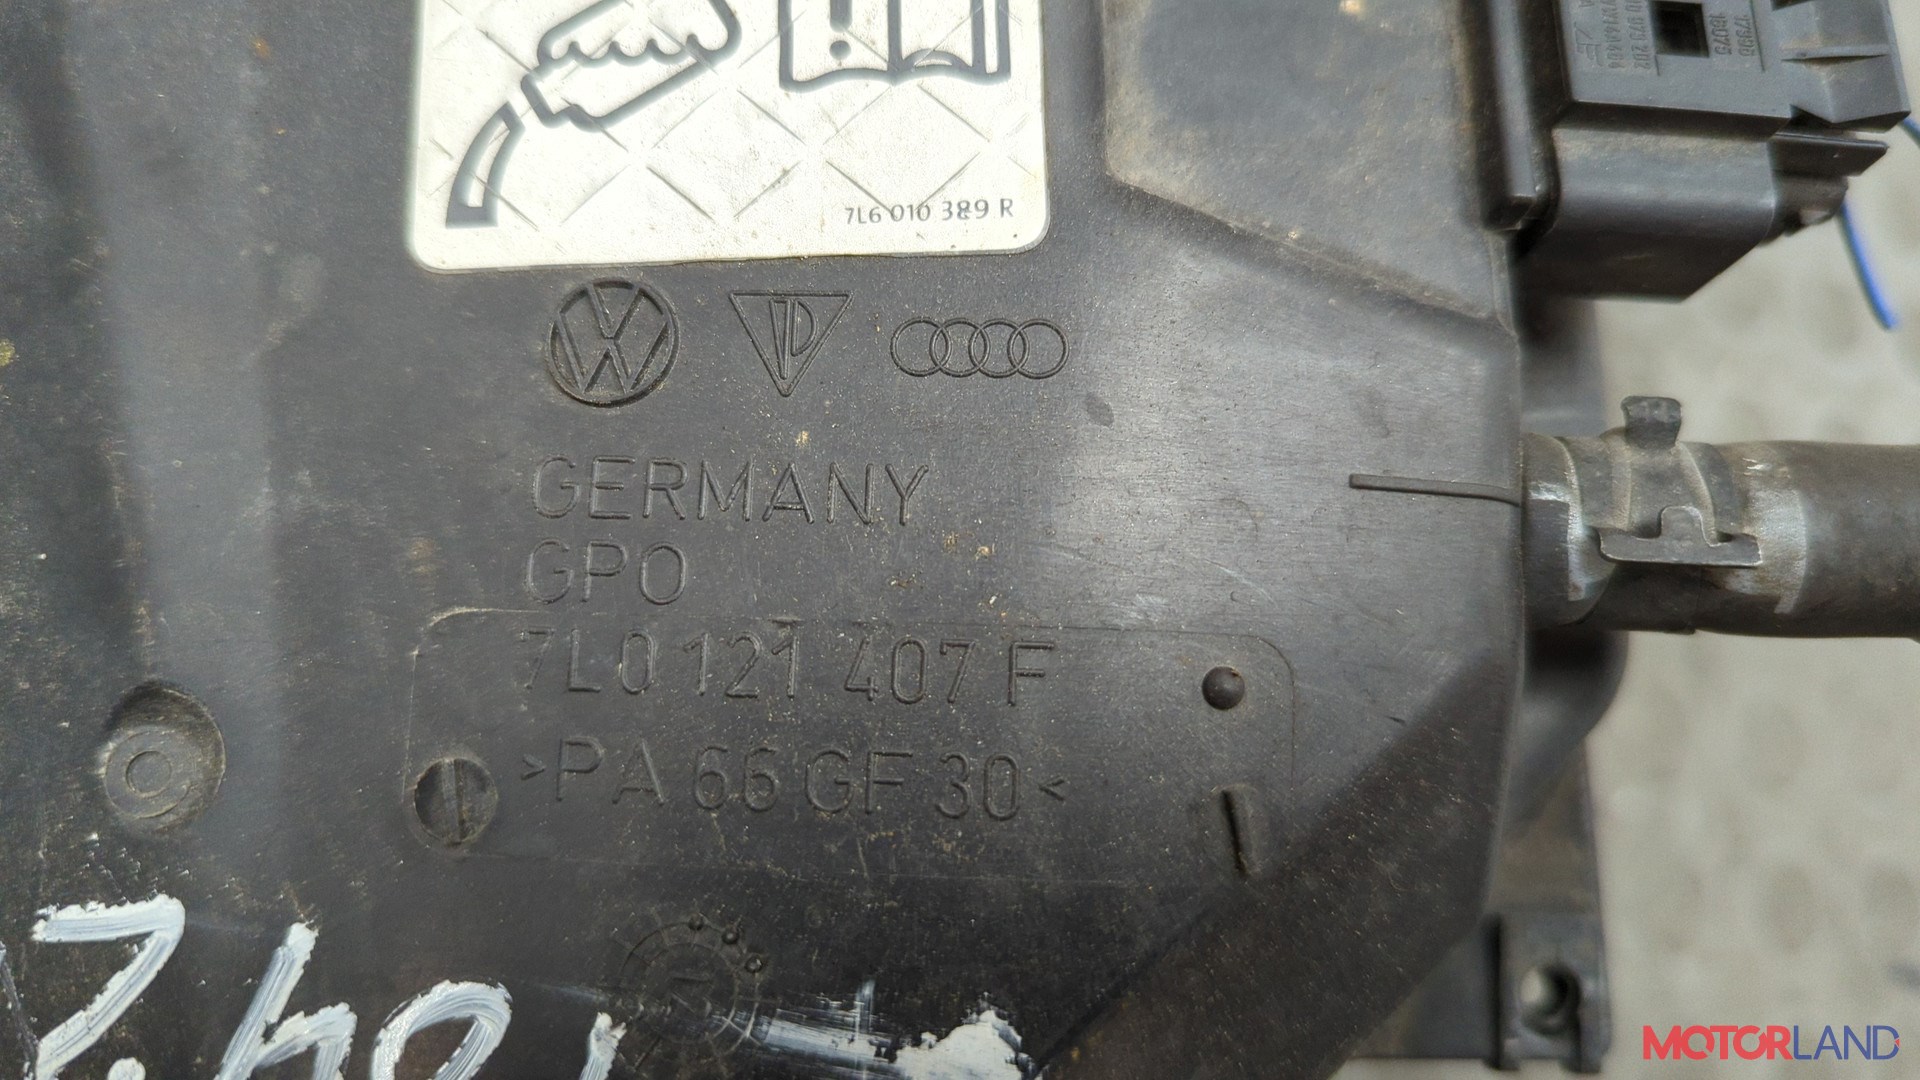 7L6 010 389 R
GERMANY
GPO
7L0 121 407 F
>PA 66 GF 30<
MOTORLAND